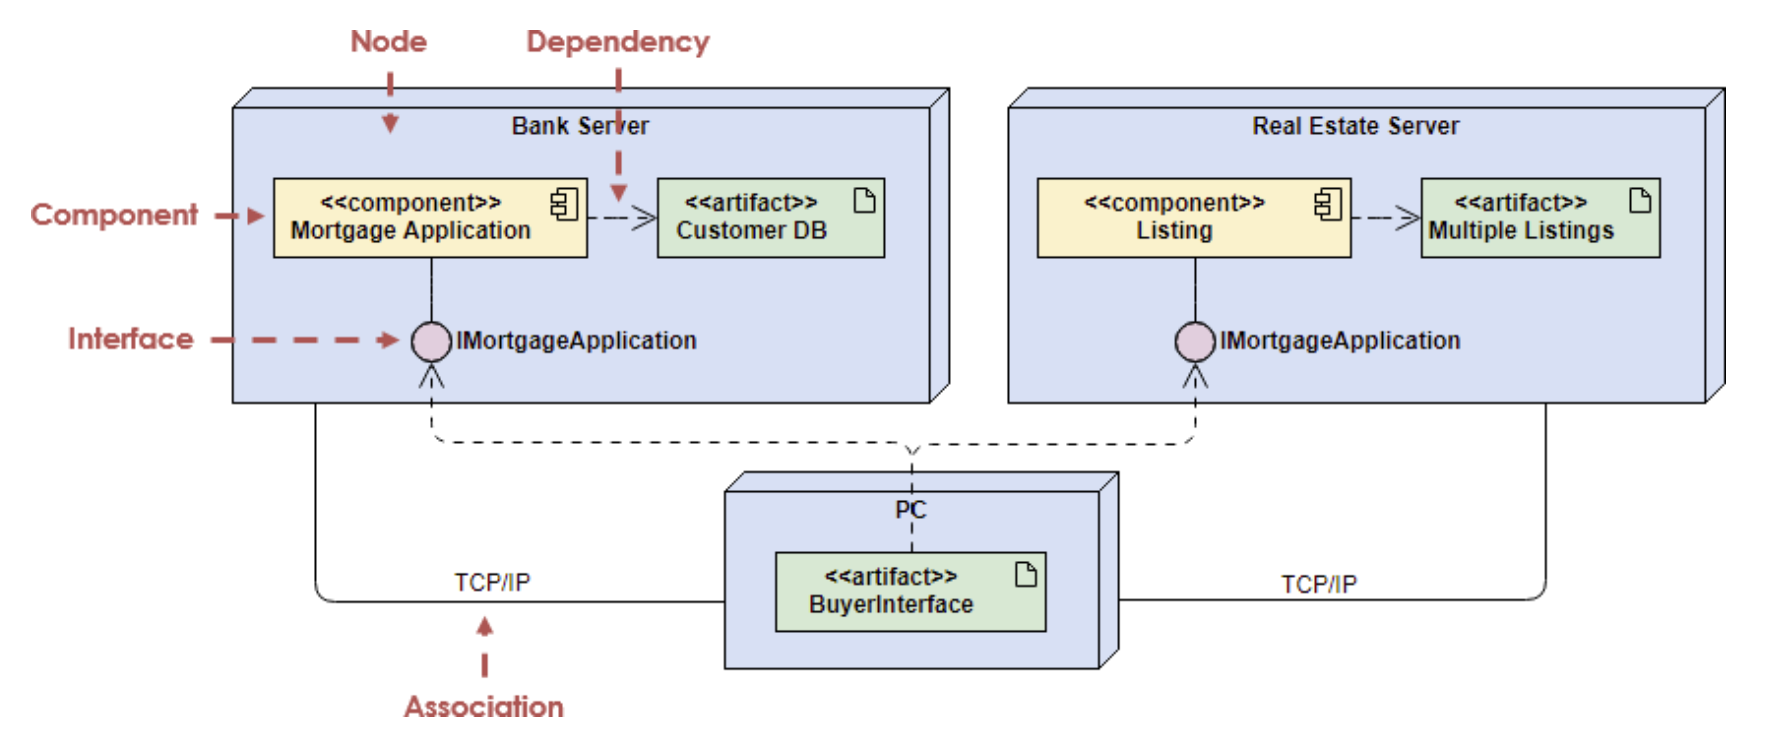 Node
Dependency
Bank Server
Real Estate Server
Component
<<component>>
Mortgage Application
<<artifact>>
Customer DB
<<component>>
Listing
<<artifact>>
Multiple Listings
Interface
IMortgageApplication
IMortgageApplication
PC
<<artifact>>
BuyerInterface
TCP/IP
TCP/IP
Association